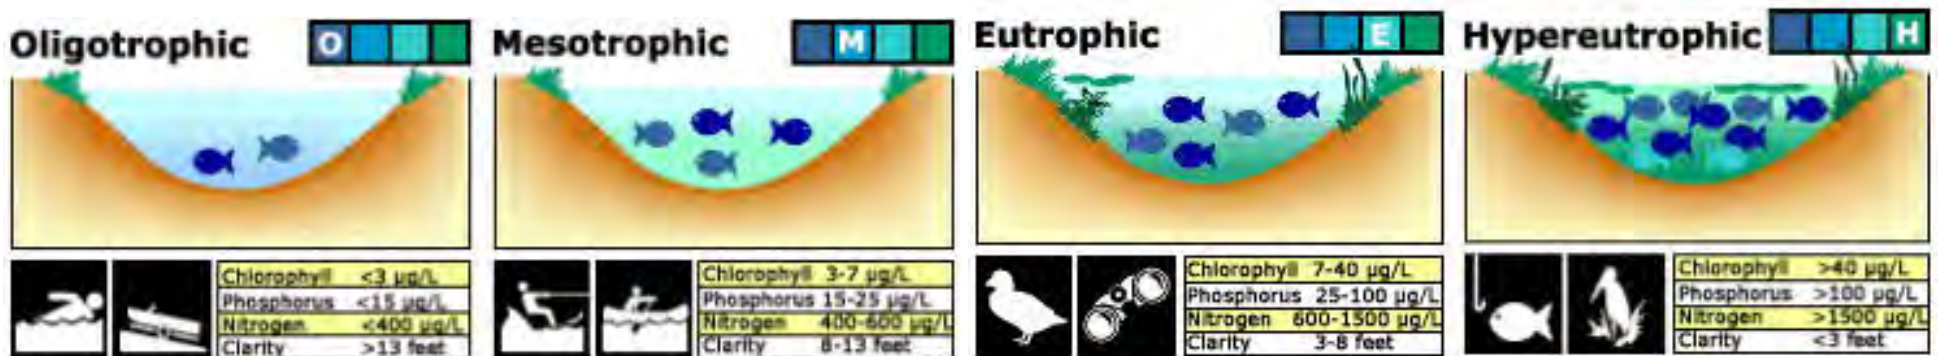 Oligotrophic O
Chlorophyll <3 µg/L
Phosphorus <15 µg/L
Nitrogen <400 µg/L
Clarity >13 feet
Mesotrophic M
Chlorophyll 3-7 µg/L
Phosphorus 15-25 µg/L
Nitrogen 400-600 µg/L
Clarity 8-13 feet
Eutrophic E
Chlorophyll 7-40 µg/L
Phosphorus 25-100 µg/L
Nitrogen 600-1500 µg/L
Clarity 3-8 feet
Hypereutrophic H
Chlorophyll >40 µg/L
Phosphorus >100 µg/L
Nitrogen >1500 µg/L
Clarity <3 feet